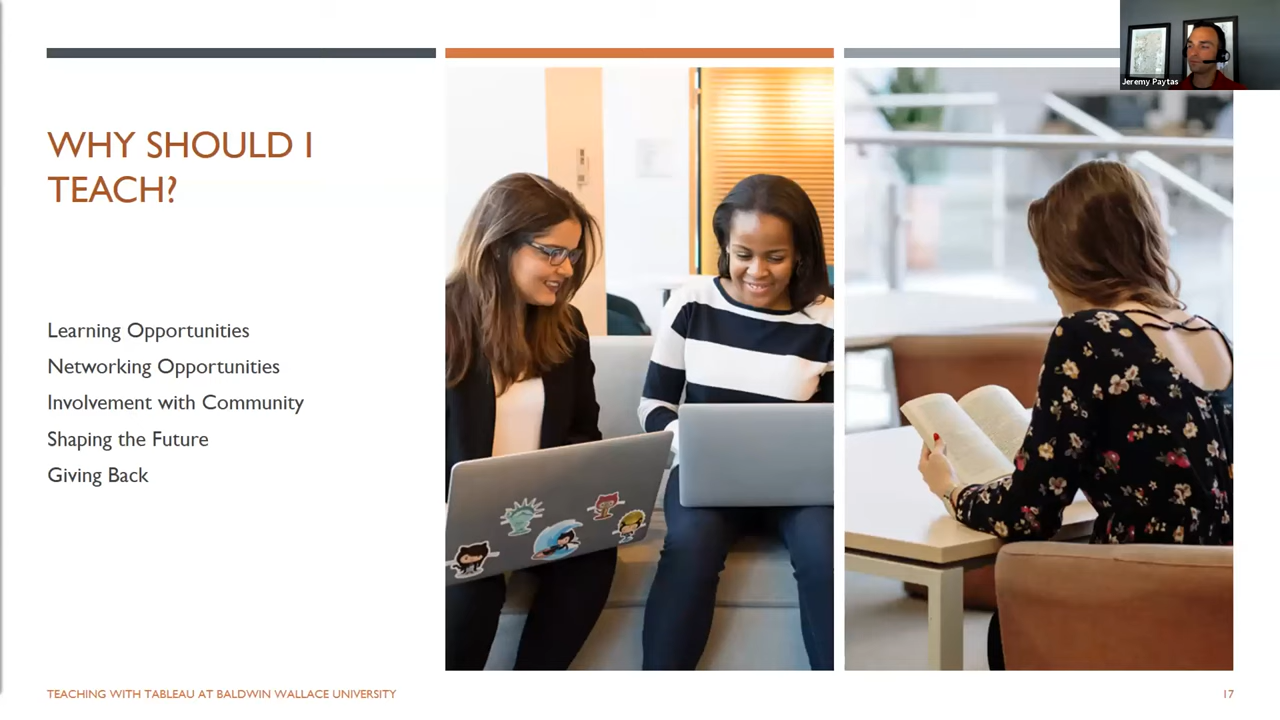 Jeremy Paytas
WHY SHOULD I
TEACH?
Learning Opportunities
Networking Opportunities
Involvement with Community
Shaping the Future
Giving Back
TEACHING WITH TABLEAU AT BALDWIN WALLACE UNIVERSITY
17